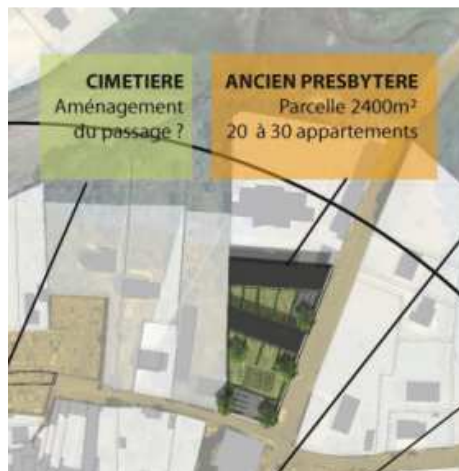 CIMETIERE
Aménagement
du passage ?
ANCIEN PRESBYTERE
Parcelle 2400m²
20 à 30 appartements